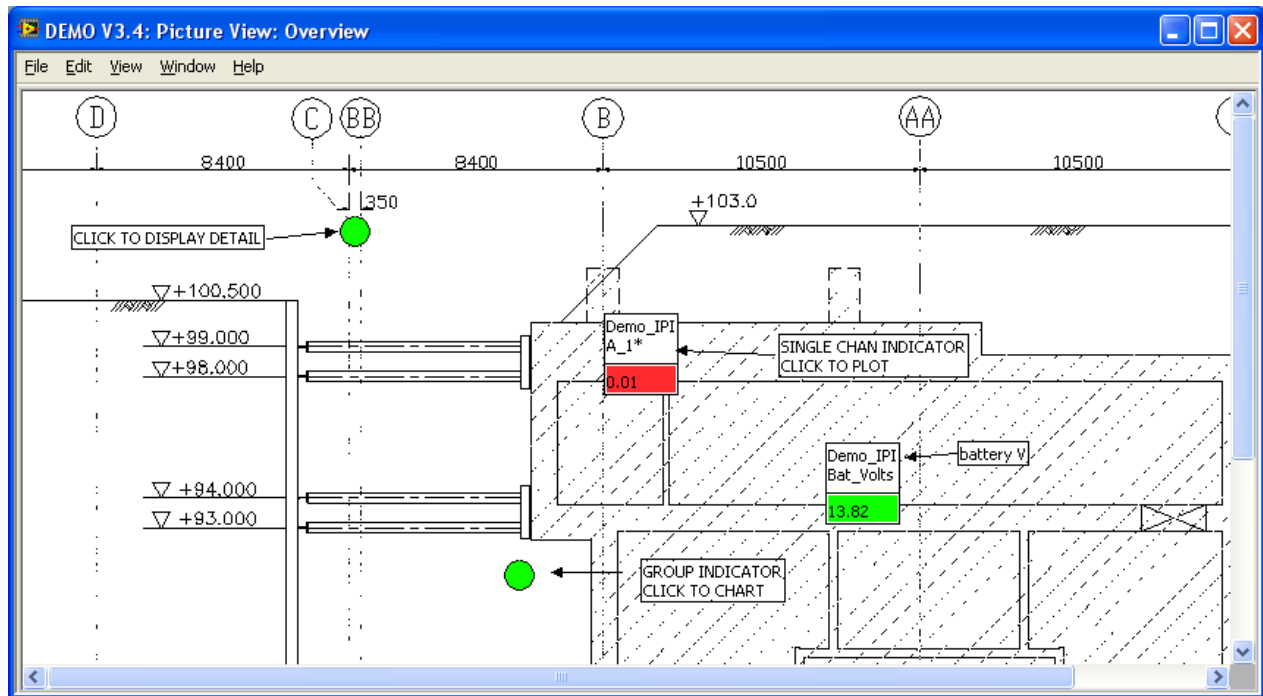 DEMO V3.4: Picture View: Overview
File Edit View Window Help
D C BB B AA
8400 8400 10500 10500
350
+103.0
CLICK TO DISPLAY DETAIL
+100.500
+99.000
+98.000
Demo_IPI
A_1*
0.01
SINGLE CHAN INDICATOR
CLICK TO PLOT
Demo_IPI
Bat_Volts
13.82
battery V
+94.000
+93.000
GROUP INDICATOR
CLICK TO CHART